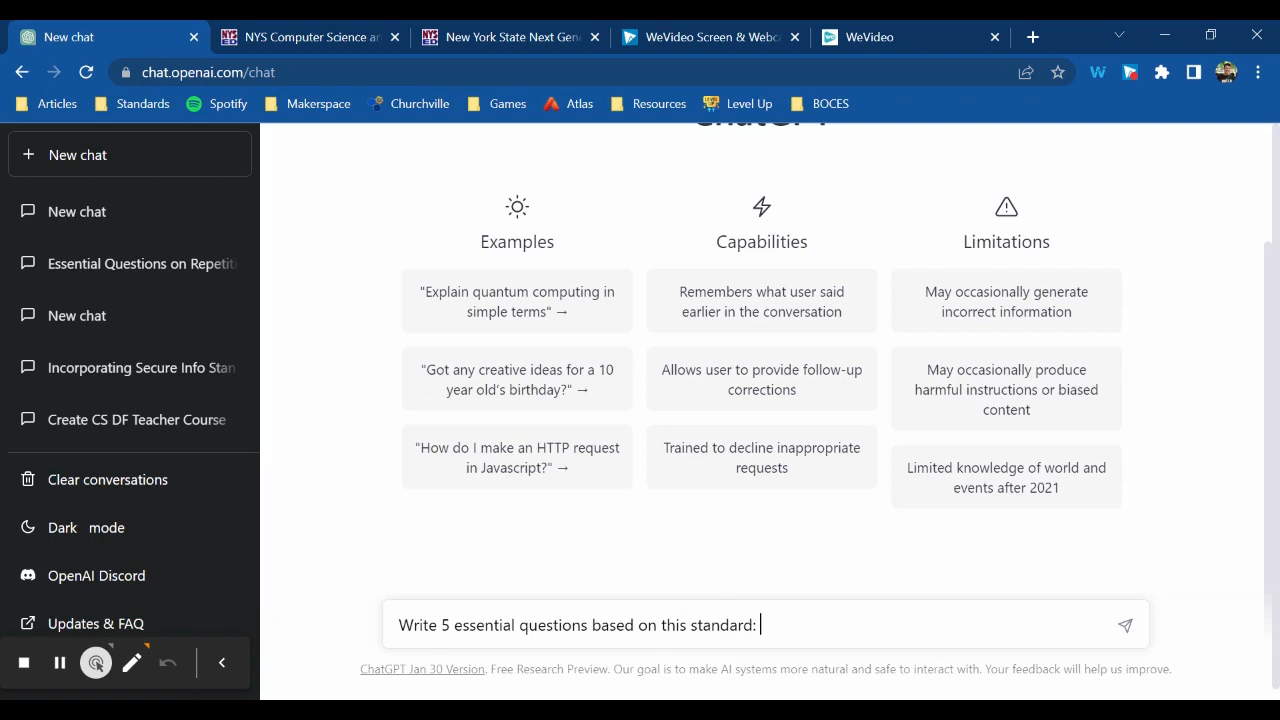 New chat
NYS Computer Science an
New York State Next Gene
WeVideo Screen & Webca
WeVideo
chat.openai.com/chat
Articles
Standards
Spotify
Makerspace
Churchville
Games
Atlas
Resources
Level Up
BOCES
New chat
New chat
Essential Questions on Repetiti
New chat
Incorporating Secure Info Stan
Create CS DF Teacher Course
Clear conversations
Dark mode
OpenAI Discord
Updates & FAQ
ChatGPT
Examples
Capabilities
Limitations
"Explain quantum computing in
simple terms" →
Remembers what user said
earlier in the conversation
May occasionally generate
incorrect information
"Got any creative ideas for a 10
year old's birthday?" →
Allows user to provide follow-up
corrections
May occasionally produce
harmful instructions or biased
content
"How do I make an HTTP request
in Javascript?" →
Trained to decline inappropriate
requests
Limited knowledge of world and
events after 2021
Write 5 essential questions based on this standard:
ChatGPT Jan 30 Version. Free Research Preview. Our goal is to make AI systems more natural and safe to interact with. Your feedback will help us improve.